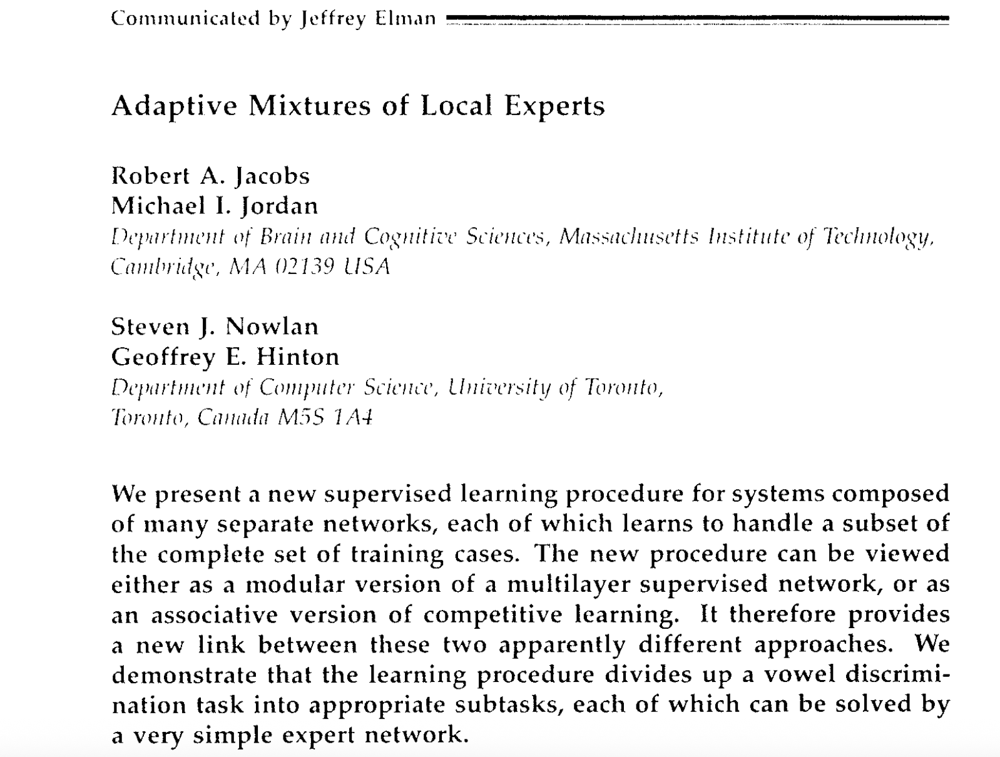 Communicated by Jeffrey Elman
Adaptive Mixtures of Local Experts
Robert A. Jacobs
Michael I. Jordan
Department of Brain and Cognitive Sciences, Massachusetts Institute of Technology,
Cambridge, MA 02139 USA
Steven J. Nowlan
Geoffrey E. Hinton
Department of Computer Science, University of Toronto,
Toronto, Canada M5S 1A4
We present a new supervised learning procedure for systems composed
of many separate networks, each of which learns to handle a subset of
the complete set of training cases. The new procedure can be viewed
either as a modular version of a multilayer supervised network, or as
an associative version of competitive learning. It therefore provides
a new link between these two apparently different approaches. We
demonstrate that the learning procedure divides up a vowel discrimi-
nation task into appropriate subtasks, each of which can be solved by
a very simple expert network.